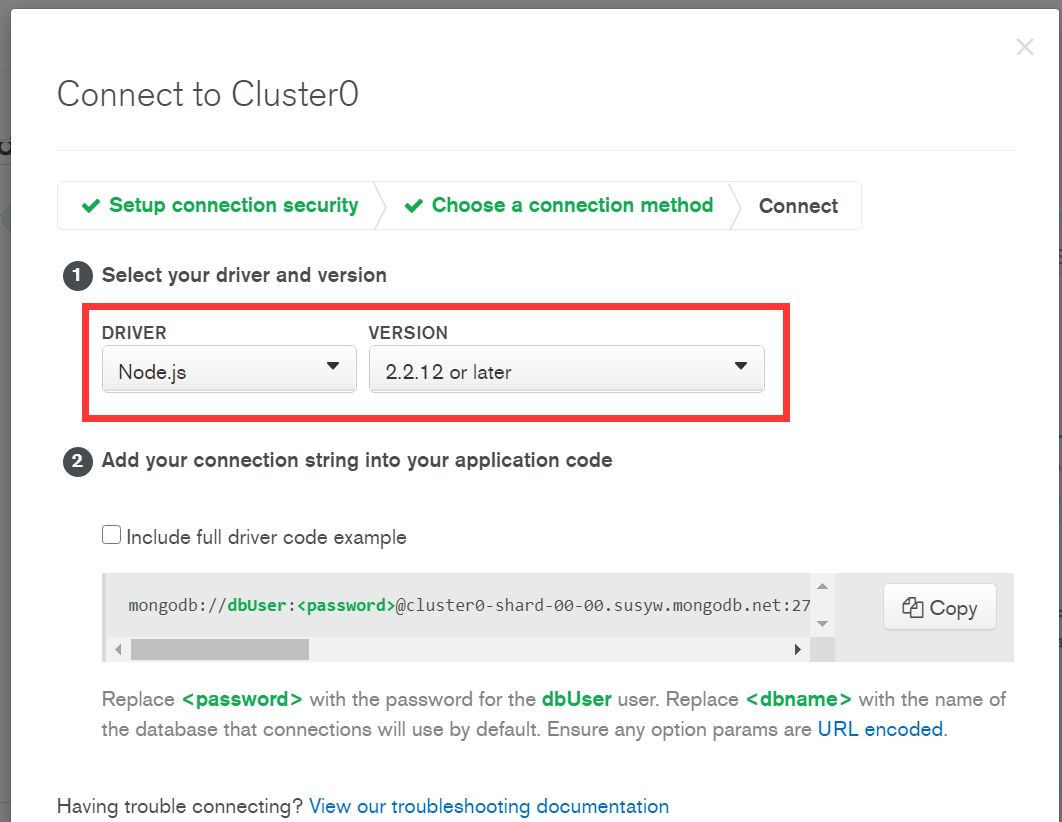 Connect to Cluster0
Setup connection security
Choose a connection method
Connect
1 Select your driver and version
DRIVER
VERSION
Node.js
2.2.12 or later
2 Add your connection string into your application code
Include full driver code example
mongodb://dbUser:<password>@cluster0-shard-00-00.susyw.mongodb.net:27
Copy
Replace <password> with the password for the dbUser user. Replace <dbname> with the name of
the database that connections will use by default. Ensure any option params are URL encoded.
Having trouble connecting? View our troubleshooting documentation